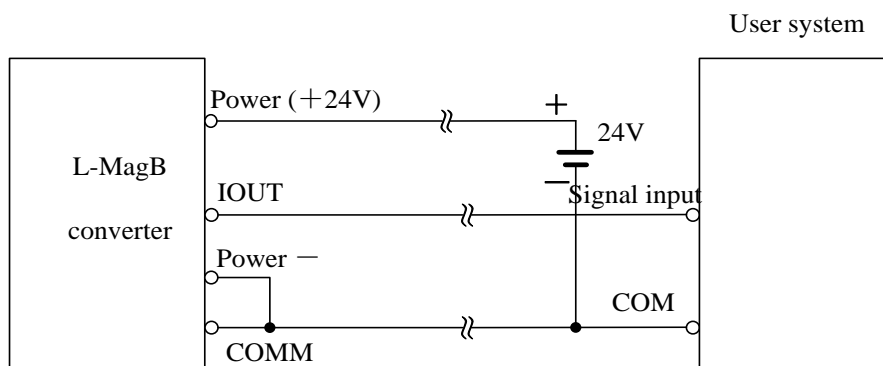 User system
Power (＋24V)
＋
24V
L-MagB
converter
－
IOUT
Signal input
Power －
COM
COMM